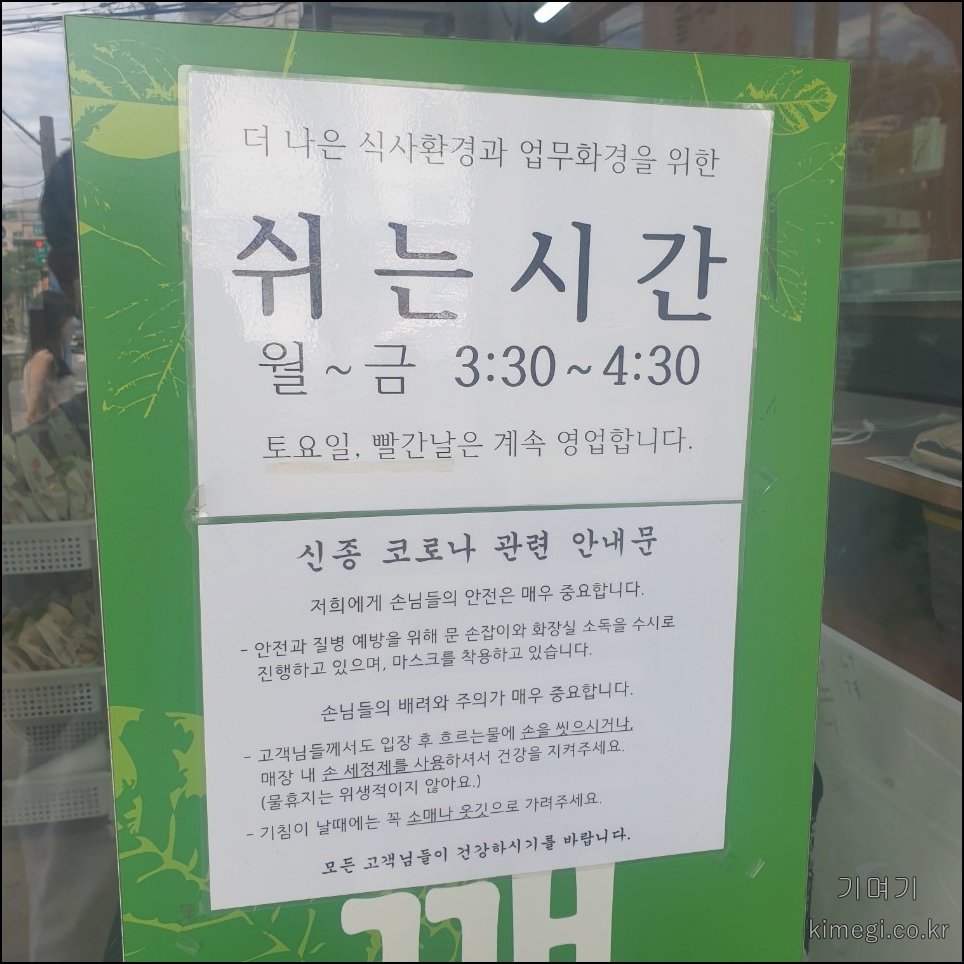 더 나은 식사환경과 업무화경을 위한
쉬는시간
월~금 3:30~4:30
토요일, 빨간날은 계속 영업합니다.
신종 코로나 관련 안내문
저희에게 손님들의 안전은 매우 중요합니다.
- 안전과 질병 예방을 위해 문 손잡이와 화장실 소독을 수시로
진행하고 있으며, 마스크를 착용하고 있습니다.
손님들의 배려와 주의가 매우 중요합니다.
- 고객님들께서도 입장 후 흐르는물에 손을 씻으시거나,
매장 내 손 세정제를 사용하셔서 건강을 지켜주세요.
(물휴지는 위생적이지 않아요.)
- 기침이 날때에는 꼭 소매나 옷깃으로 가려주세요.
모든 고객님들이 건강하시기를 바랍니다.
기며기
kimegi.co.kr